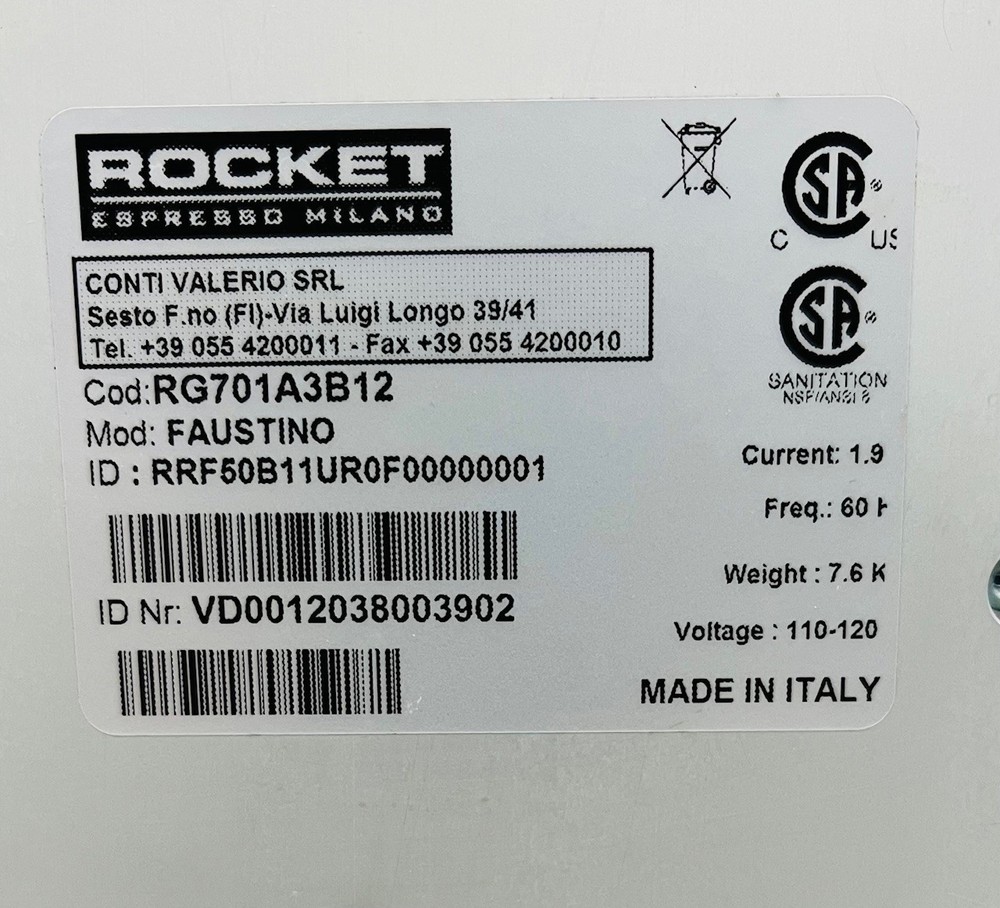 ROCKET
ESPRESSO MILANO
CONTI VALERIO SRL
Sesto F.no (FI)-Via Luigi Longo 39/41
Tel. +39 055 4200011 - Fax +39 055 4200010
Cod:RG701A3B12
Mod: FAUSTINO
ID : RRF50B11UR0F00000001
ID Nr: VD0012038003902
SA ®
C US
SA ®
SANITATION
NSF/ANSI 8
Current: 1.9
Freq.: 60
Weight : 7.6 K
Voltage : 110-120
MADE IN ITALY